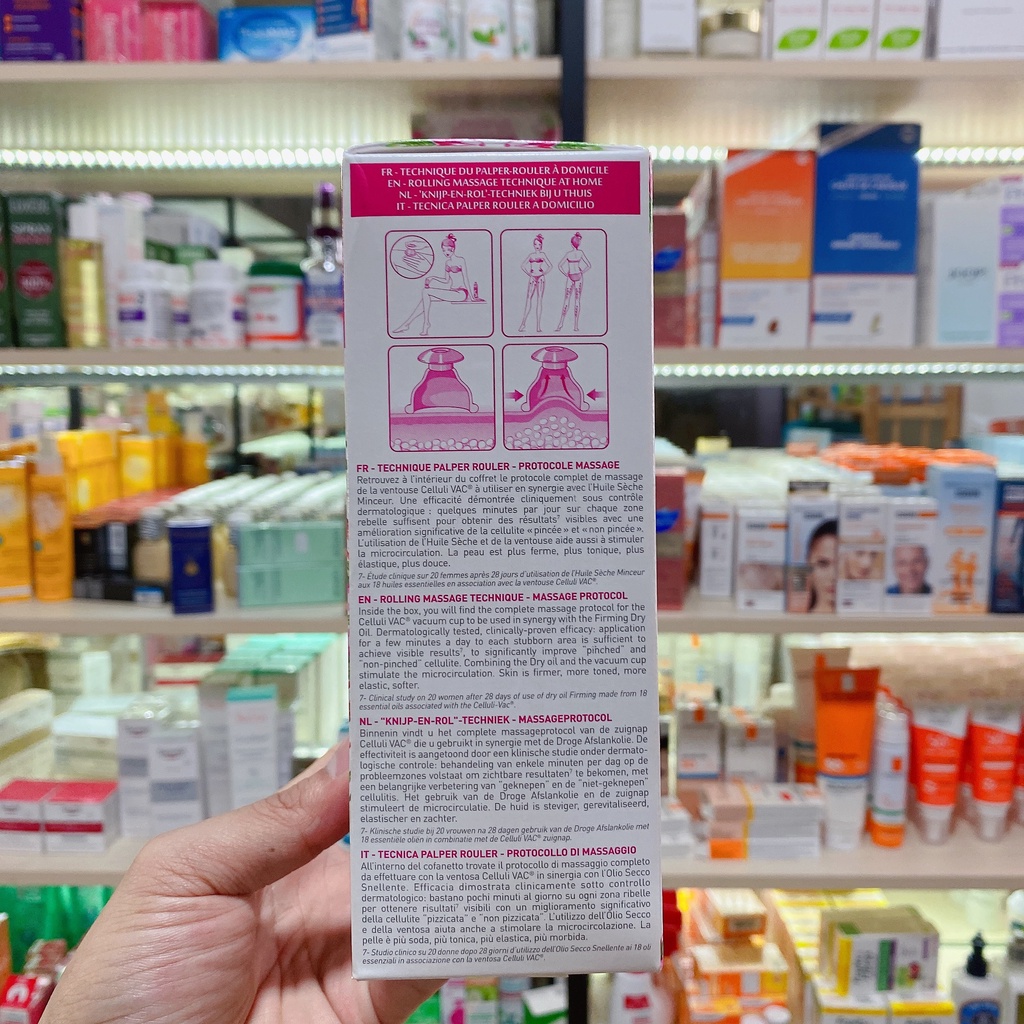 FR - TECHNIQUE DU PALPER-ROULER À DOMICILE
EN - ROLLING MASSAGE TECHNIQUE AT HOME
NL - 'KNIJP-EN-ROL'-TECHNIEK BIJ U THUIS
IT - TECNICA PALPER ROULER A DOMICILIO
FR - TECHNIQUE PALPER ROULER - PROTOCOLE MASSAGE
Retrouvez à l'intérieur du coffret le protocole complet de massage
de la ventouse Celluli VAC® à utiliser en synergie avec l'Huile Sèche
Minceur. Une efficacité démontrée cliniquement sous contrôle
dermatologique : quelques minutes par jour sur chaque zone
rebelle suffisent pour obtenir des résultats⁷ visibles avec une
amélioration significative de la cellulite « pincée » et « non pincée ».
L'utilisation de l'Huile Sèche et de la ventouse aide aussi à stimuler
la microcirculation. La peau est plus ferme, plus tonique, plus
élastique, plus douce.
7- Étude clinique sur 20 femmes après 28 jours d'utilisation de l'Huile Sèche Minceur
aux 18 huiles essentielles en association avec la ventouse Celluli VAC®.
EN - ROLLING MASSAGE TECHNIQUE - MASSAGE PROTOCOL
Inside the box, you will find the complete massage protocol for the
Celluli VAC® vacuum cup to be used in synergy with the Firming Dry
Oil. Dermatologically tested, clinically-proven efficacy: application
for a few minutes a day to each stubborn area is sufficient to
achieve visible results⁷, to significantly improve "pinched" and
"non-pinched" cellulite. Combining the Dry oil and the vacuum cup
stimulate the microcirculation. Skin is firmer, more toned, more
elastic, softer.
7- Clinical study on 20 women after 28 days of use of dry oil Firming made from 18
essential oils associated with the Celluli-Vac®.
NL - "KNIJP-EN-ROL"-TECHNIEK - MASSAGEPROTOCOL
Binnenin vindt u het complete massageprotocol van de zuignap
Celluli VAC® die u gebruikt in synergie met de Droge Afslankolie. De
effectiviteit is aangetoond door een klinische studie onder dermato-
logische controle: behandeling van enkele minuten per dag op de
probleemzones volstaat om zichtbare resultaten⁷ te bekomen, met
een belangrijke verbetering van "geknepen" en de "niet-geknepen"
cellulitis. Het gebruik van de Droge Afslankolie en de zuignap
stimuleert de microcirculatie. De huid is steviger, gerevitaliseerd,
elastischer en zachter.
7- Klinische studie bij 20 vrouwen na 28 dagen gebruik van de Droge Afslankolie met
18 essentiële oliën in combinatie met de Celluli VAC® zuignap.
IT - TECNICA PALPER ROULER - PROTOCOLLO DI MASSAGGIO
All'interno del cofanetto trovate il protocollo di massaggio completo
da effettuare con la ventosa Celluli VAC® in sinergia con l'Olio Secco
Snellente. Efficacia dimostrata clinicamente sotto controllo
dermatologico: bastano pochi minuti al giorno su ogni zona ribelle
per ottenere risultati⁷ visibili con un miglioramento significativo
della cellulite "pizzicata" e "non pizzicata". L'utilizzo dell'Olio Secco
e della ventosa aiuta anche a stimolare la microcircolazione. La
pelle è più soda, più tonica, più elastica, più morbida.
7- Studio clinico su 20 donne dopo 28 giorni d'utilizzo dell'Olio Secco Snellente ai 18 oli
essenziali in associazione con la ventosa Celluli VAC®.
SPRAY